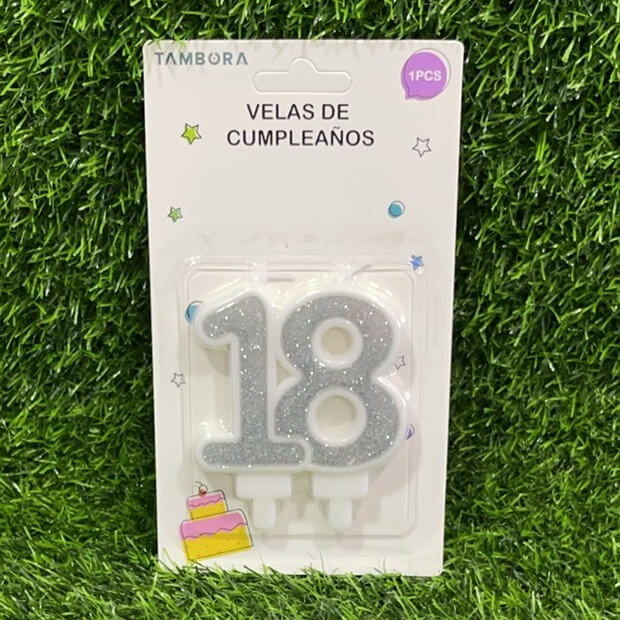 TAMBORA
1PCS
VELAS DE
CUMPLEAÑOS
18